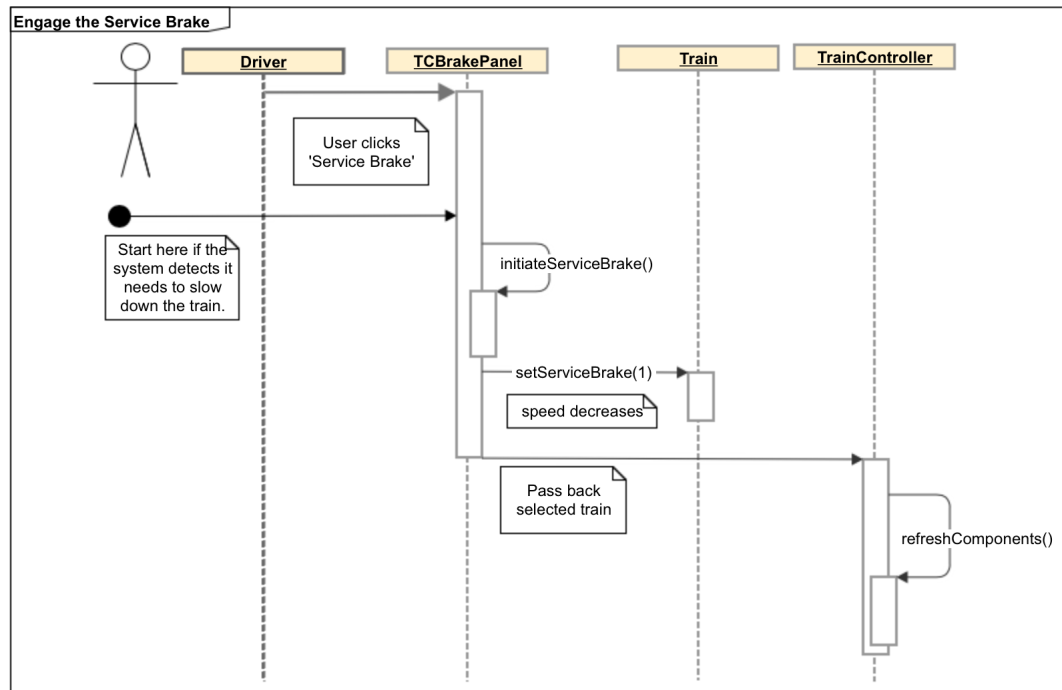 Engage the Service Brake
Driver
TCBrakePanel
Train
TrainController
User clicks
'Service Brake'
Start here if the
system detects it
needs to slow
down the train.
initiateServiceBrake()
setServiceBrake(1)
speed decreases
Pass back
selected train
refreshComponents()